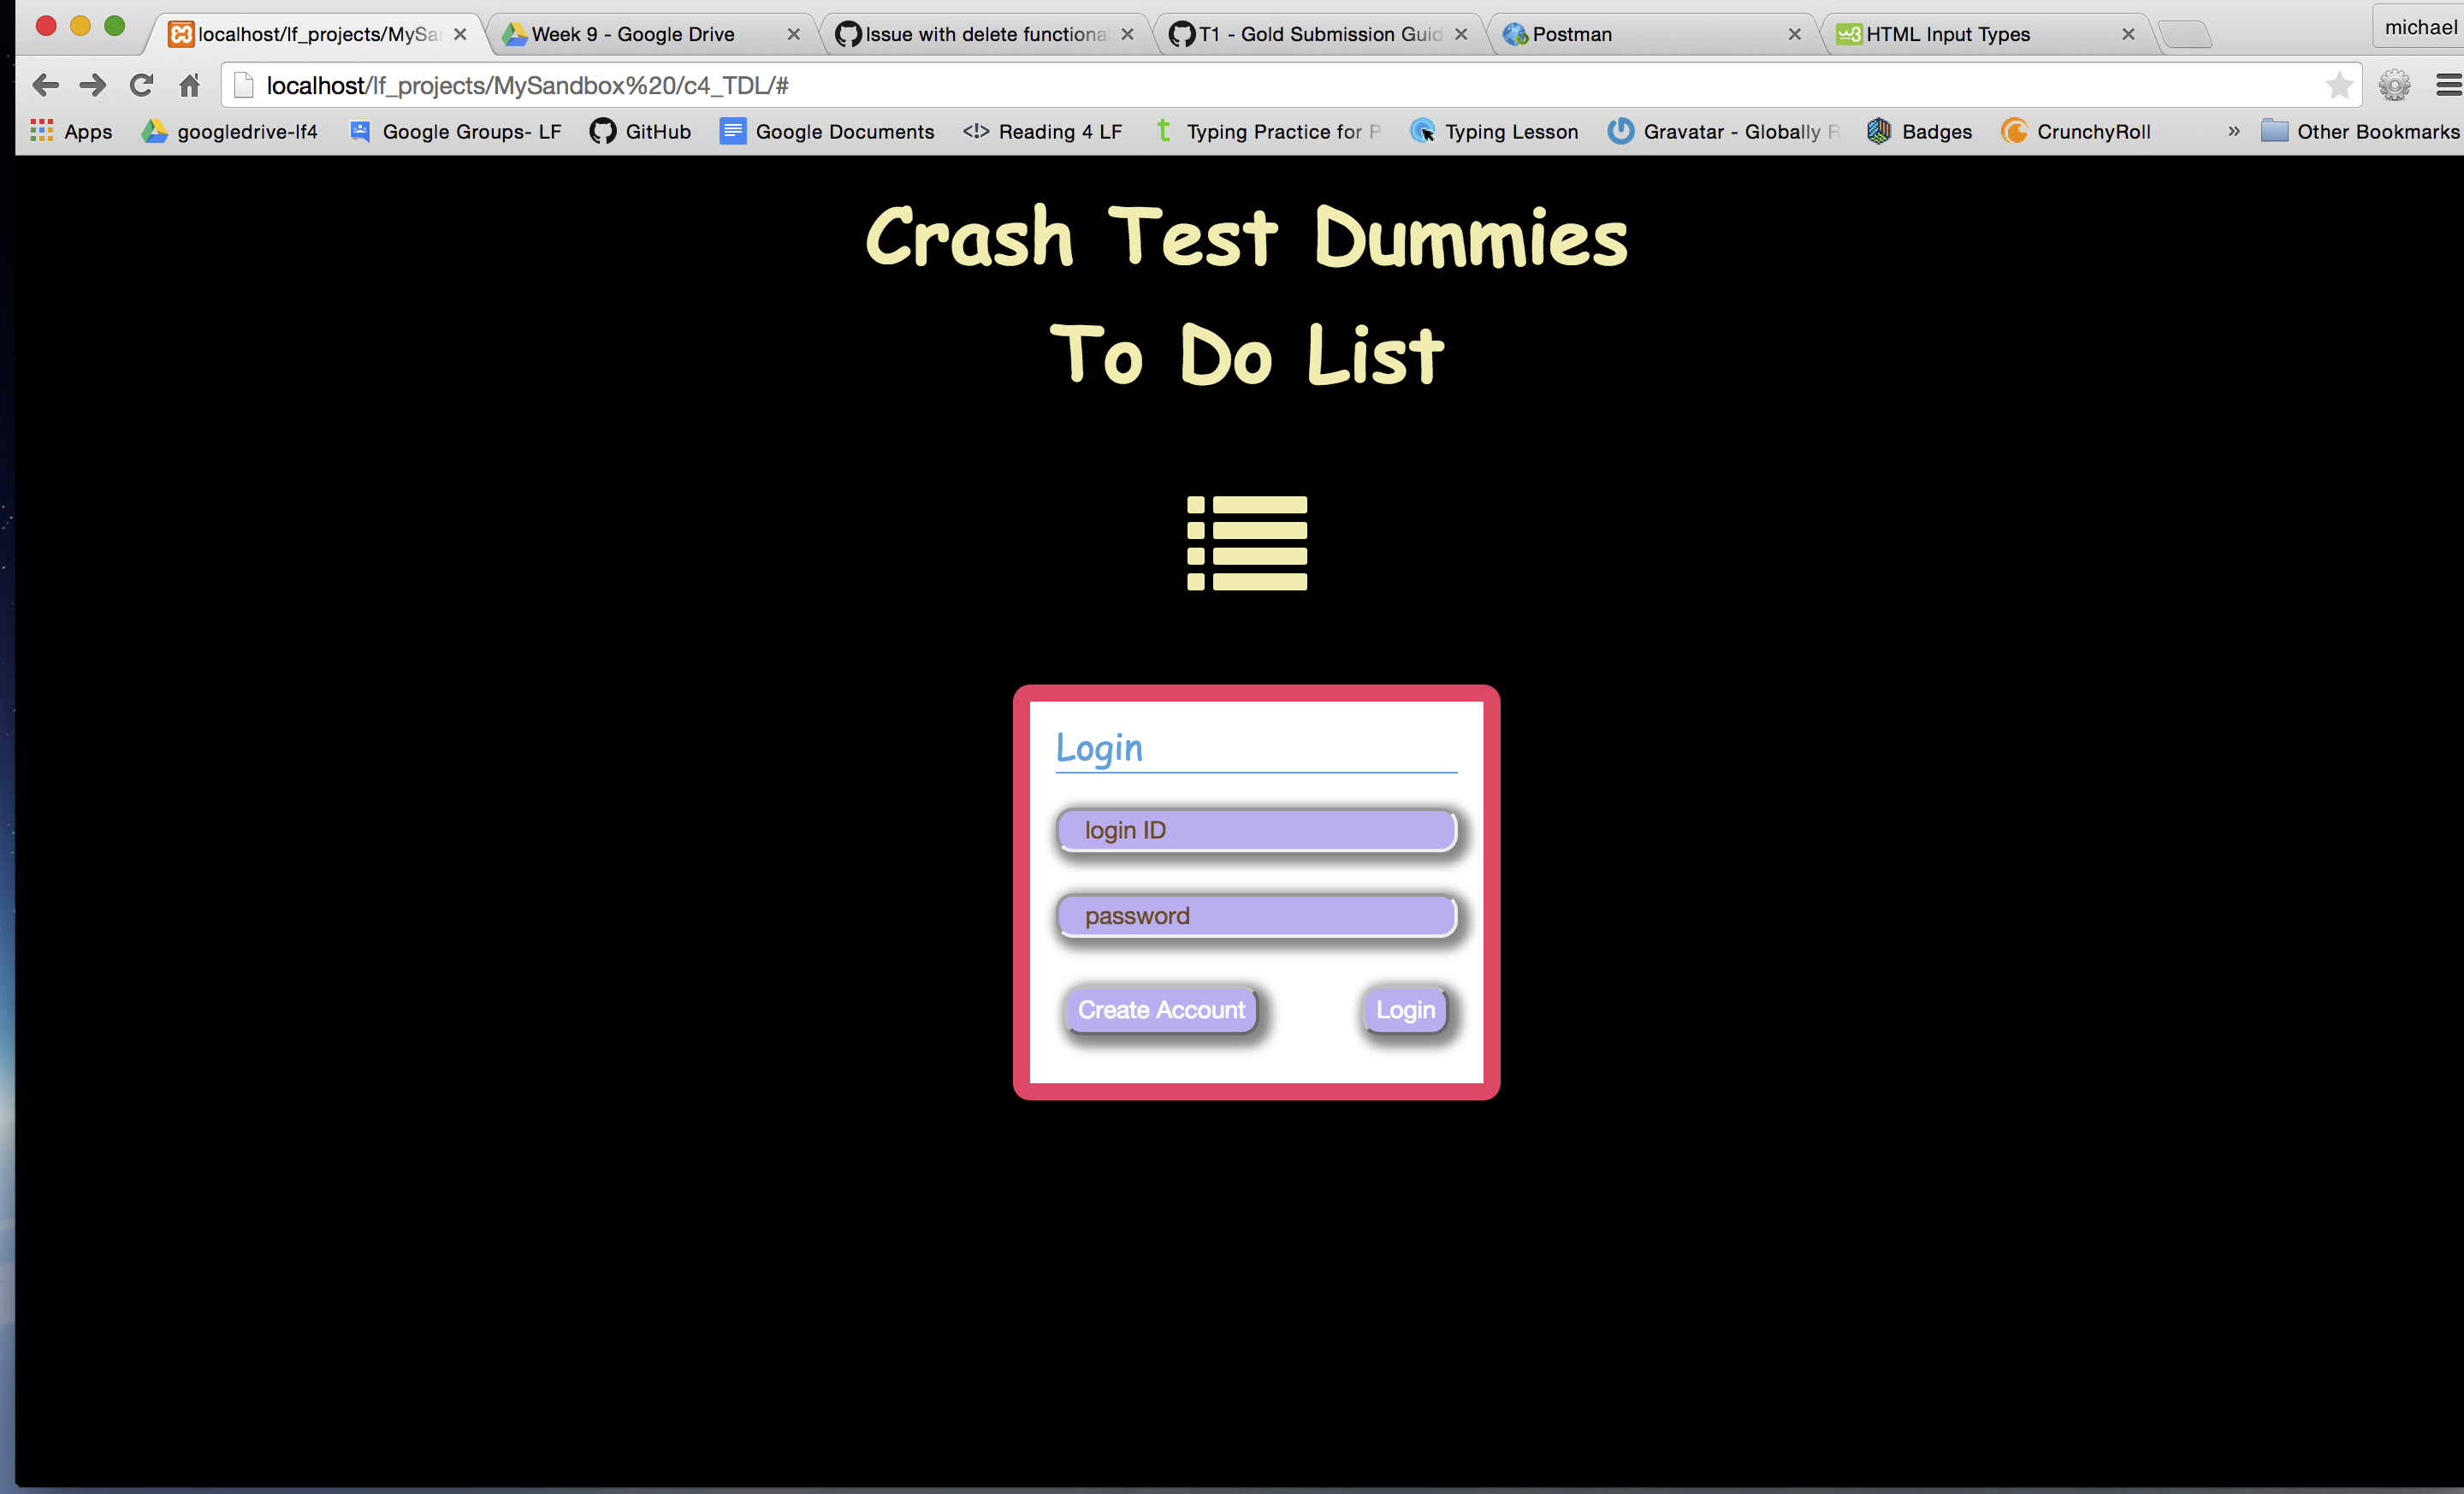 localhost/lf_projects/MySa
Week 9 - Google Drive
Issue with delete functiona
T1 - Gold Submission Guid
Postman
HTML Input Types
michael
localhost/lf_projects/MySandbox%20/c4_TDL/#
Apps
googledrive-lf4
Google Groups- LF
GitHub
Google Documents
<!> Reading 4 LF
Typing Practice for P
Typing Lesson
Gravatar - Globally R
Badges
CrunchyRoll
»
Other Bookmarks
Crash Test Dummies
To Do List
Login
login ID
password
Create Account
Login